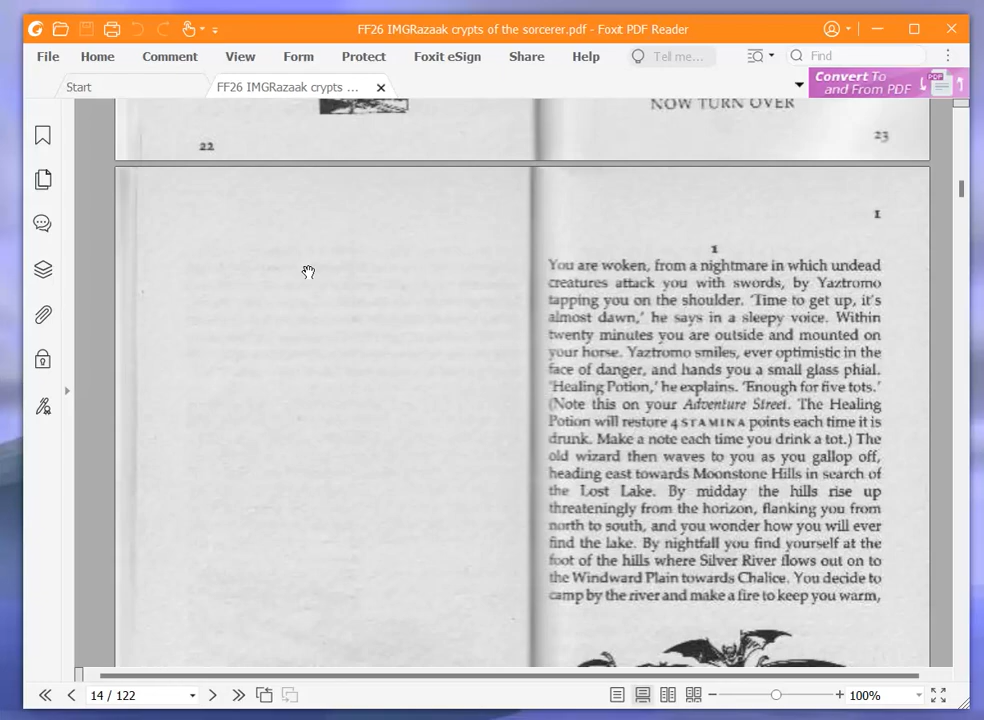 FF26 IMGRazaak crypts of the sorcerer.pdf - Foxit PDF Reader
File Home Comment View Form Protect Foxit eSign Share Help Tell me... Find
Start FF26 IMGRazaak crypts ... Convert To
and From PDF
PDF
NOW TURN OVER
22
23
1
1
You are woken, from a nightmare in which undead
creatures attack you with swords, by Yaztromo
tapping you on the shoulder. 'Time to get up, it's
almost dawn,' he says in a sleepy voice. Within
twenty minutes you are outside and mounted on
your horse. Yaztromo smiles, ever optimistic in the
face of danger, and hands you a small glass phial.
'Healing Potion,' he explains. 'Enough for five tots.'
(Note this on your Adventure Street. The Healing
Potion will restore 4 STAMINA points each time it is
drunk. Make a note each time you drink a tot.) The
old wizard then waves to you as you gallop off,
heading east towards Moonstone Hills in search of
the Lost Lake. By midday the hills rise up
threateningly from the horizon, flanking you from
north to south, and you wonder how you will ever
find the lake. By nightfall you find yourself at the
foot of the hills where Silver River flows out on to
the Windward Plain towards Chalice. You decide to
camp by the river and make a fire to keep you warm,
14 / 122
100%